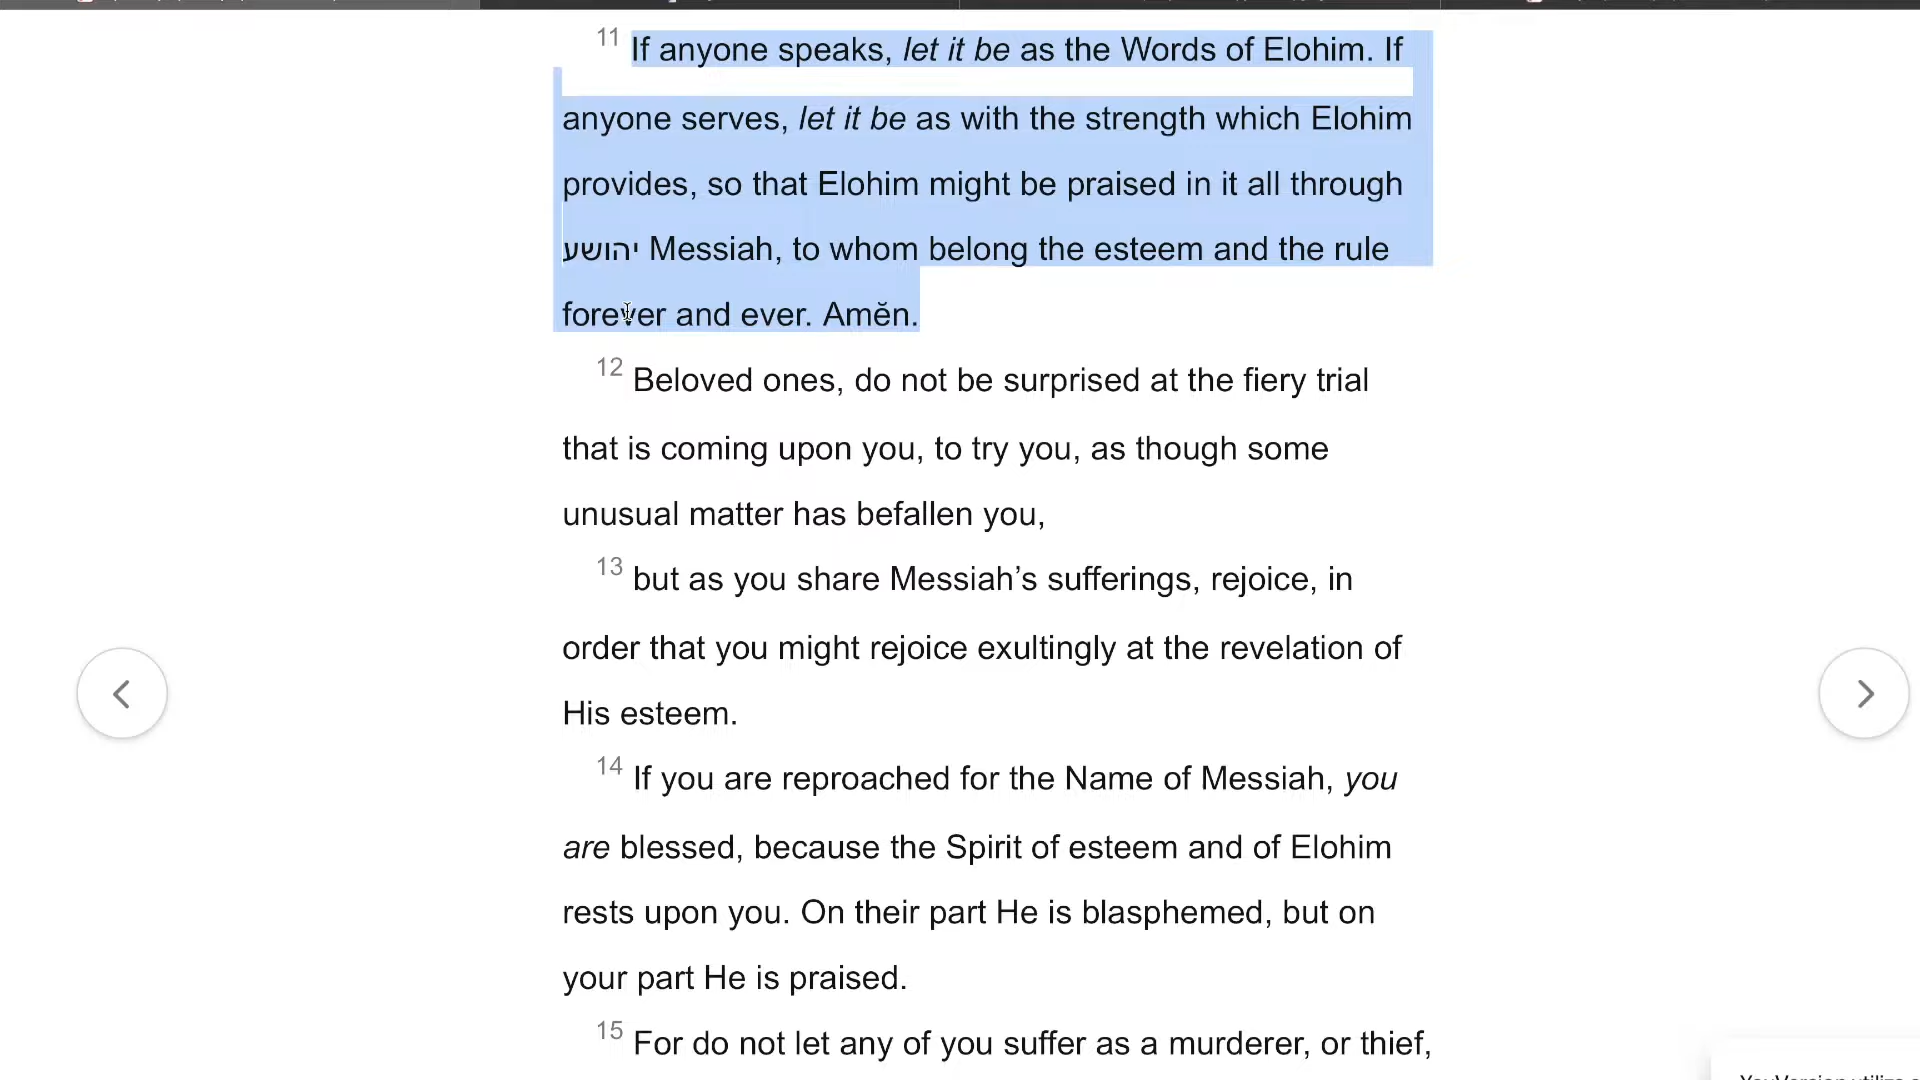 11 If anyone speaks, let it be as the Words of Elohim. If
anyone serves, let it be as with the strength which Elohim
provides, so that Elohim might be praised in it all through
יהושע Messiah, to whom belong the esteem and the rule
forever and ever. Amĕn.
12 Beloved ones, do not be surprised at the fiery trial
that is coming upon you, to try you, as though some
unusual matter has befallen you,
13 but as you share Messiah’s sufferings, rejoice, in
order that you might rejoice exultingly at the revelation of
His esteem.
14 If you are reproached for the Name of Messiah, you
are blessed, because the Spirit of esteem and of Elohim
rests upon you. On their part He is blasphemed, but on
your part He is praised.
15 For do not let any of you suffer as a murderer, or thief,